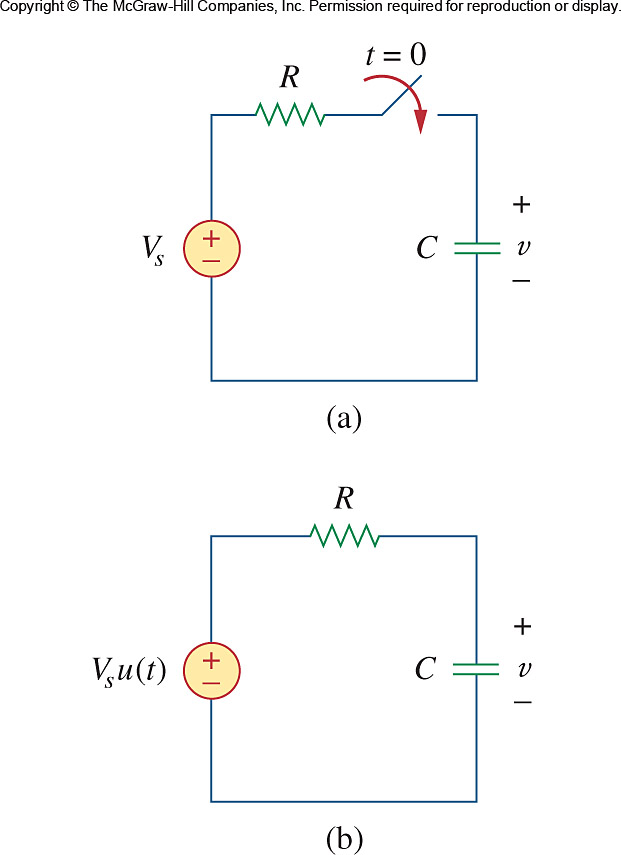 Copyright © The McGraw-Hill Companies, Inc. Permission required for reproduction or display.
t = 0
R
+
Vs + − C v
−
(a)
R
+
Vsu(t) + − C v
−
(b)